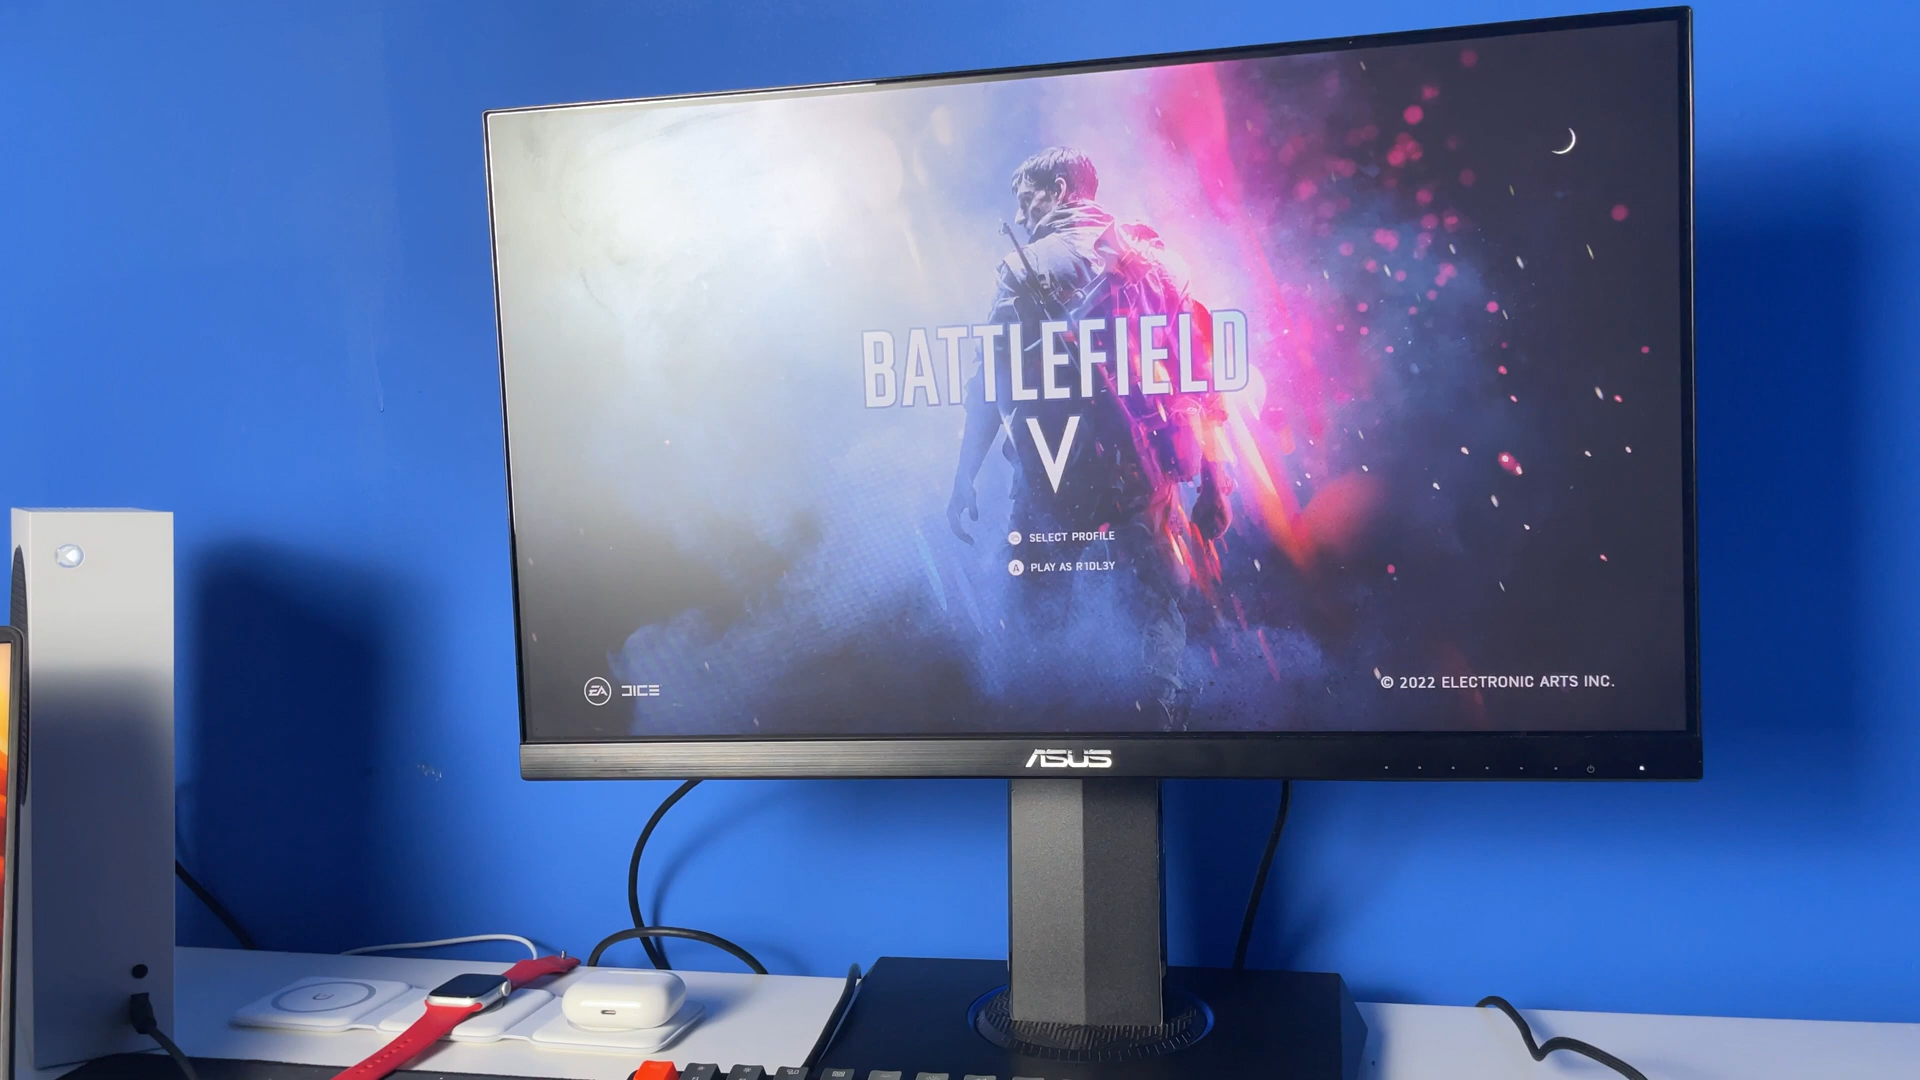 BATTLEFIELD
V
SELECT PROFILE
A PLAY AS R1DL3Y
EA DICE
© 2022 ELECTRONIC ARTS INC.
ASUS